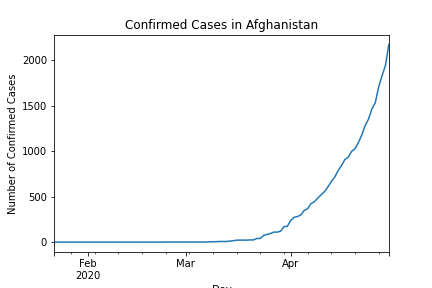 Confirmed Cases in Afghanistan
Number of Confirmed Cases
2000
1500
1000
500
0
Feb
2020
Mar
Apr